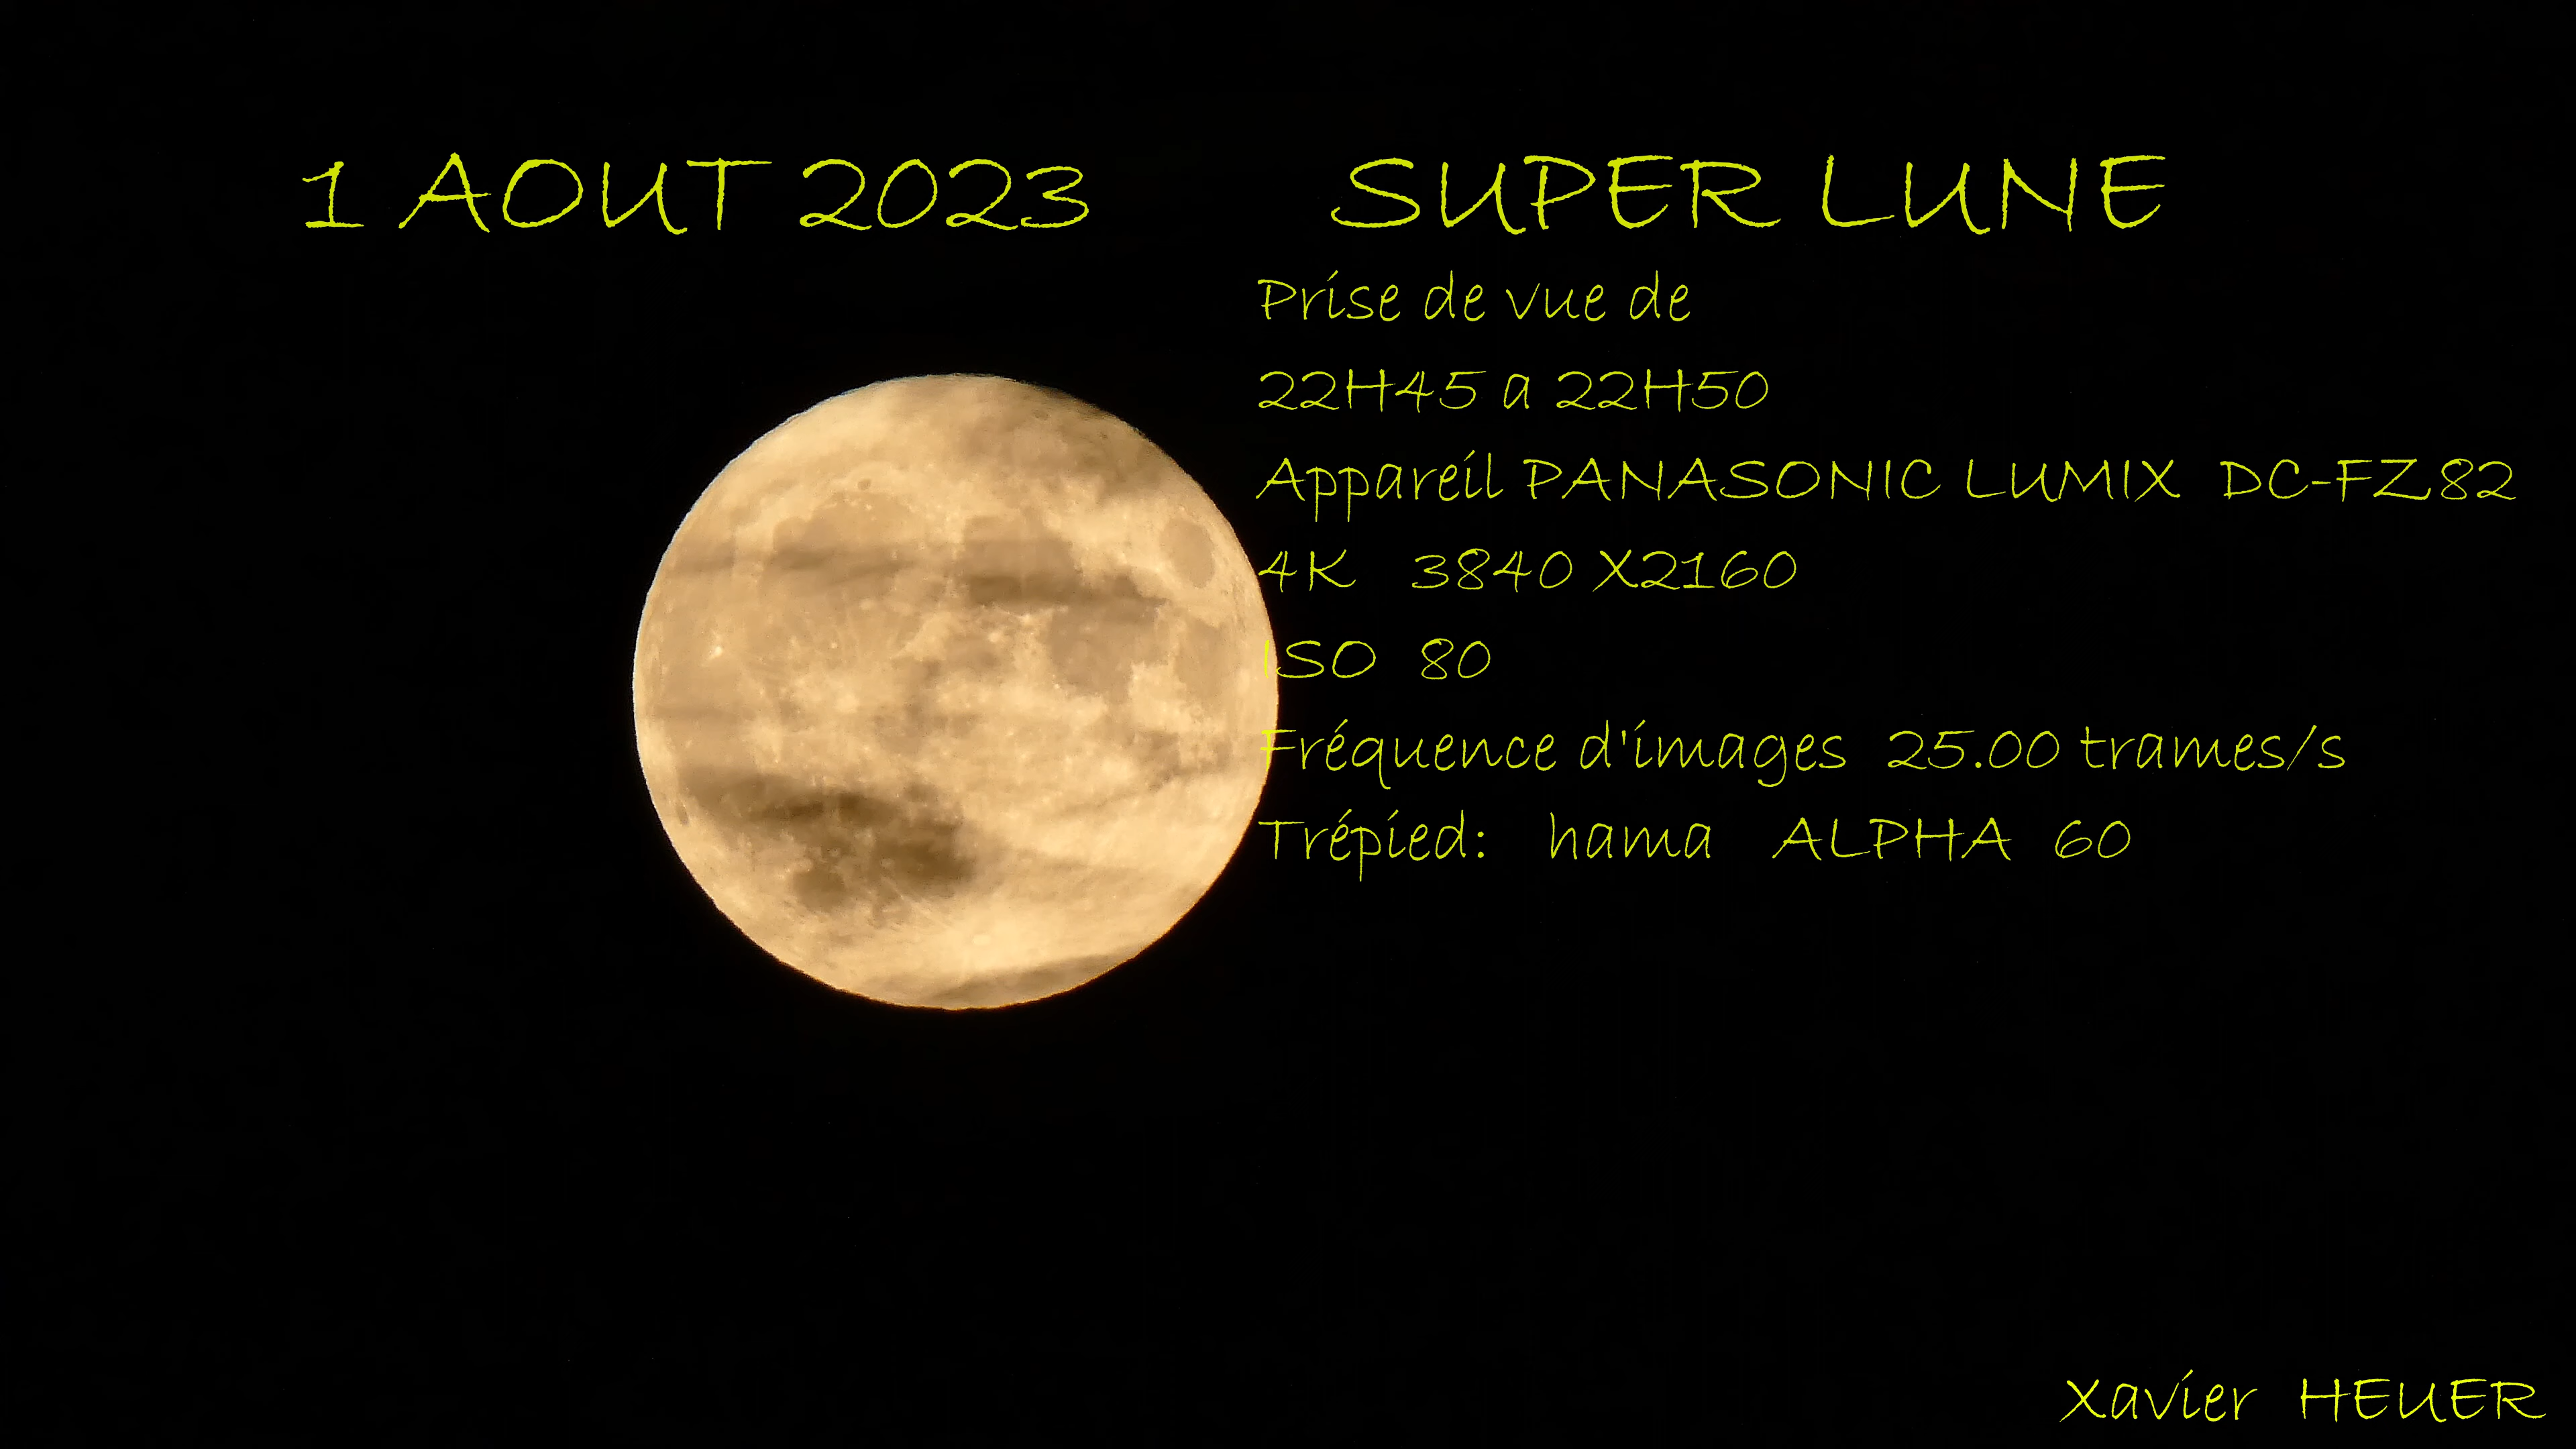 1 AOUT 2023 SUPER LUNE
Prise de vue de
22H45 a 22H50
Appareil PANASONIC LUMIX DC-FZ82
4K 3840 X2160
ISO 80
Fréquence d'images 25.00 trames/s
Trépied: hama ALPHA 60
Xavier HEUER